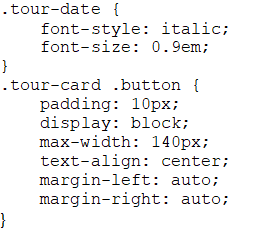 .tour-date {
    font-style: italic;
    font-size: 0.9em;
}
.tour-card .button {
    padding: 10px;
    display: block;
    max-width: 140px;
    text-align: center;
    margin-left: auto;
    margin-right: auto;
}